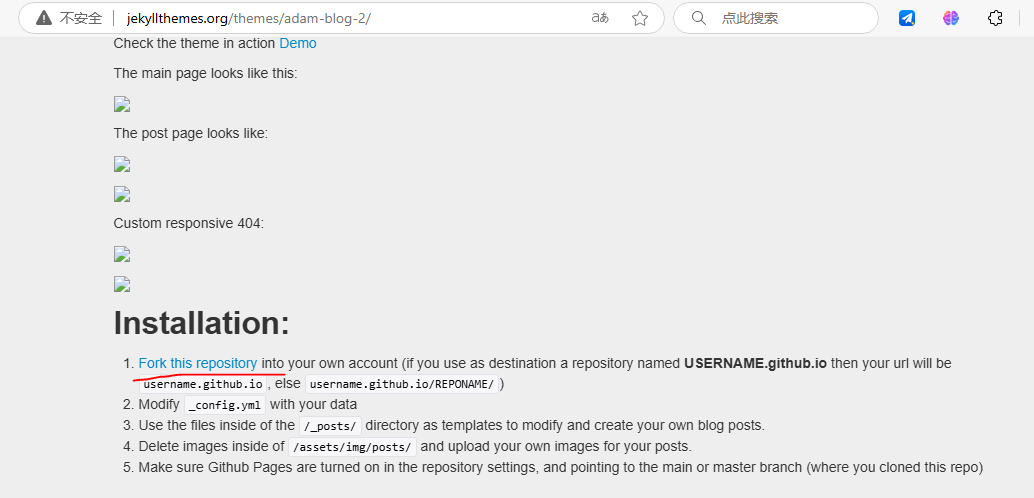 不安全 jekyllthemes.org/themes/adam-blog-2/ aあ 点此搜索
Check the theme in action Demo
The main page looks like this:
The post page looks like:
Custom responsive 404:
Installation:
1. Fork this repository into your own account (if you use as destination a repository named USERNAME.github.io then your url will be
username.github.io, else username.github.io/REPONAME/)
2. Modify _config.yml with your data
3. Use the files inside of the /_posts/ directory as templates to modify and create your own blog posts.
4. Delete images inside of /assets/img/posts/ and upload your own images for your posts.
5. Make sure Github Pages are turned on in the repository settings, and pointing to the main or master branch (where you cloned this repo)